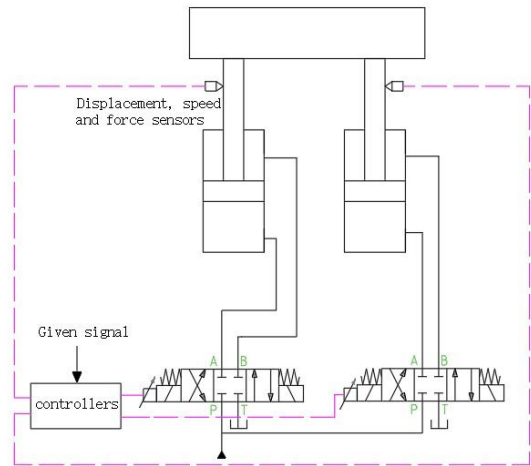 Displacement, speed
and force sensors
Given signal
controllers
A B
P T
A B
P T